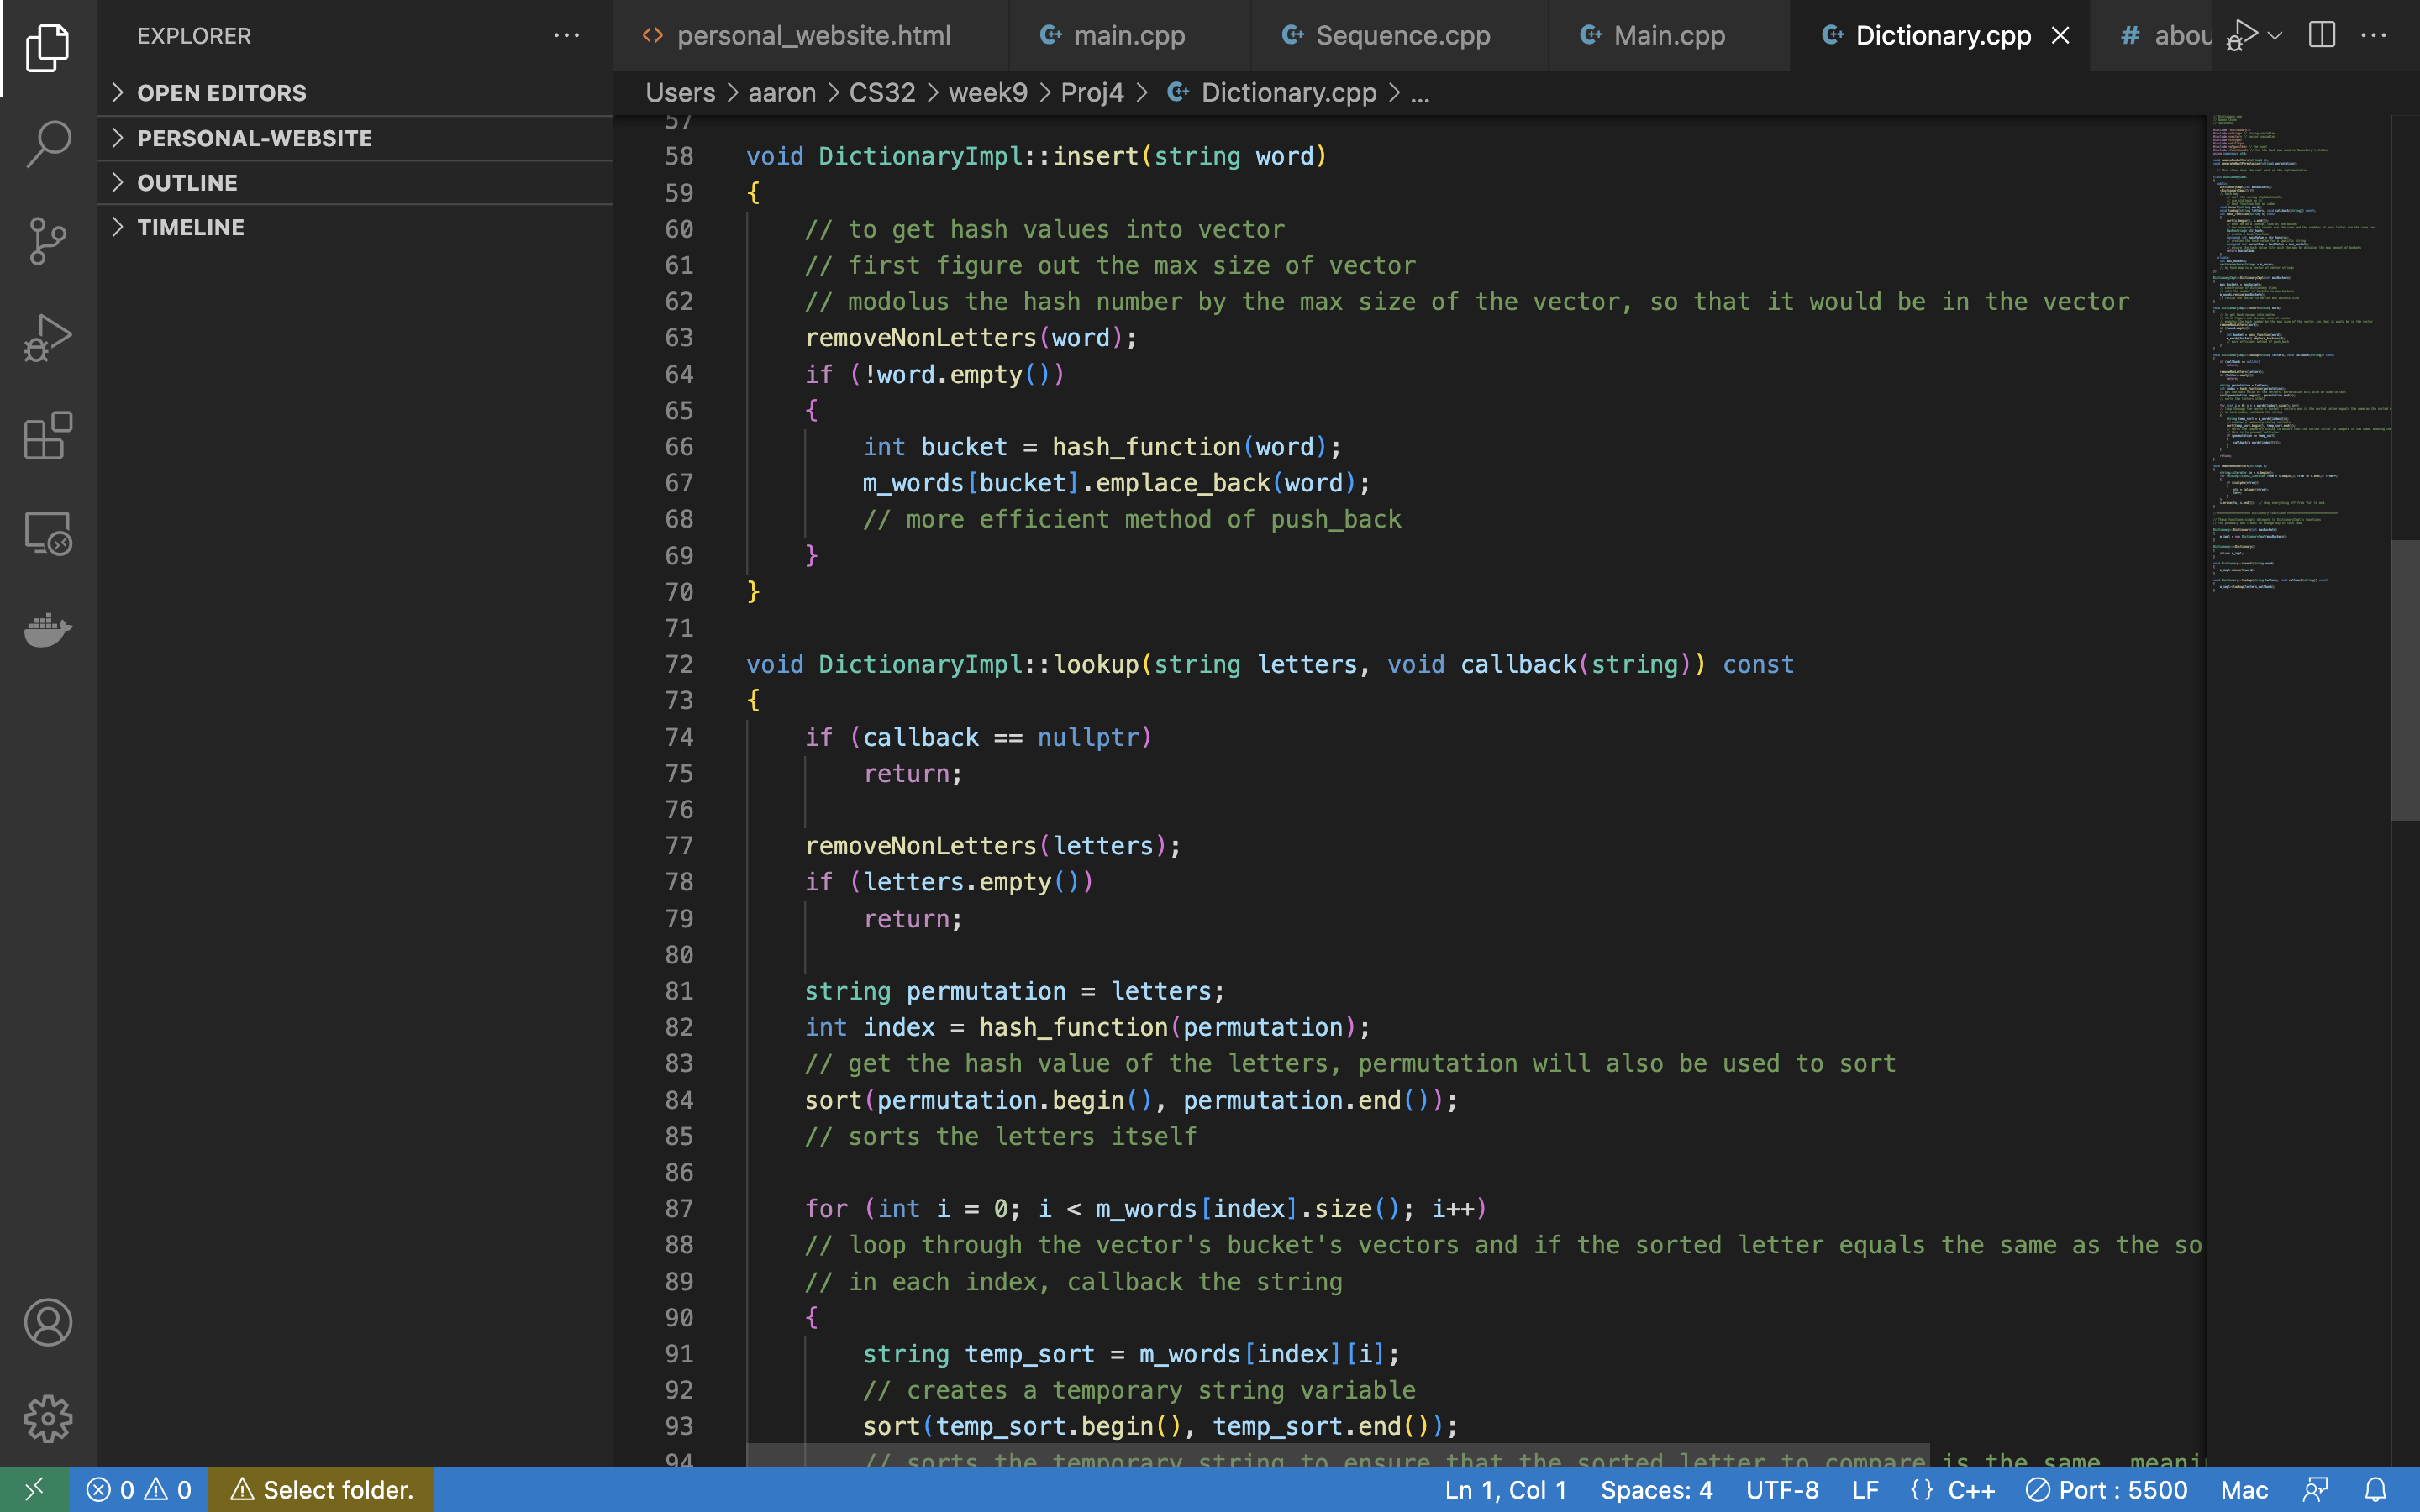 EXPLORER
OPEN EDITORS
PERSONAL-WEBSITE
OUTLINE
TIMELINE
personal_website.html
main.cpp
Sequence.cpp
Main.cpp
Dictionary.cpp
# abou
Users > aaron > CS32 > week9 > Proj4 > Dictionary.cpp > ...
57
58 void DictionaryImpl::insert(string word)
59 {
60 // to get hash values into vector
61 // first figure out the max size of vector
62 // modolus the hash number by the max size of the vector, so that it would be in the vector
63 removeNonLetters(word);
64 if (!word.empty())
65 {
66 int bucket = hash_function(word);
67 m_words[bucket].emplace_back(word);
68 // more efficient method of push_back
69 }
70 }
71
72 void DictionaryImpl::lookup(string letters, void callback(string)) const
73 {
74 if (callback == nullptr)
75 return;
76
77 removeNonLetters(letters);
78 if (letters.empty())
79 return;
80
81 string permutation = letters;
82 int index = hash_function(permutation);
83 // get the hash value of the letters, permutation will also be used to sort
84 sort(permutation.begin(), permutation.end());
85 // sorts the letters itself
86
87 for (int i = 0; i < m_words[index].size(); i++)
88 // loop through the vector's bucket's vectors and if the sorted letter equals the same as the so
89 // in each index, callback the string
90 {
91 string temp_sort = m_words[index][i];
92 // creates a temporary string variable
93 sort(temp_sort.begin(), temp_sort.end());
94 // sorts the temporary string to ensure that the sorted letter to compare is the same, meani
0 0 Select folder. Ln 1, Col 1 Spaces: 4 UTF-8 LF {} C++ Port : 5500 Mac